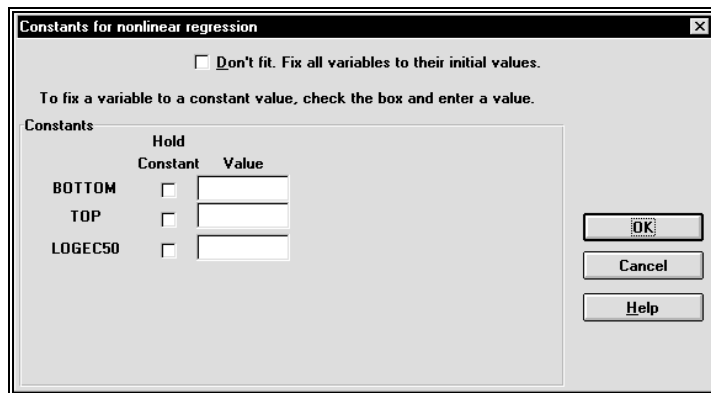 Constants for nonlinear regression
Don't fit. Fix all variables to their initial values.
To fix a variable to a constant value, check the box and enter a value.
Constants
Hold
Constant Value
BOTTOM
TOP
LOGEC50
OK
Cancel
Help